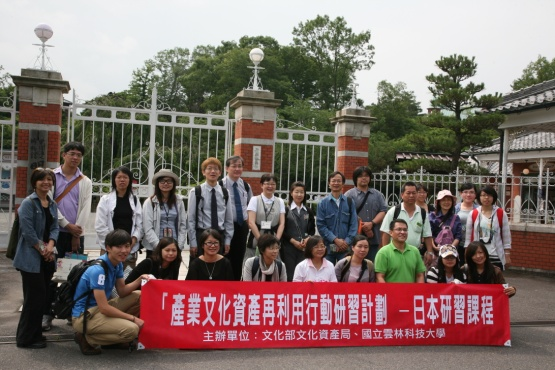 「產業文化資產再利用行動研習計劃 －日本研習課程
主辦單位：文化部文化資產局、國立雲林科技大學